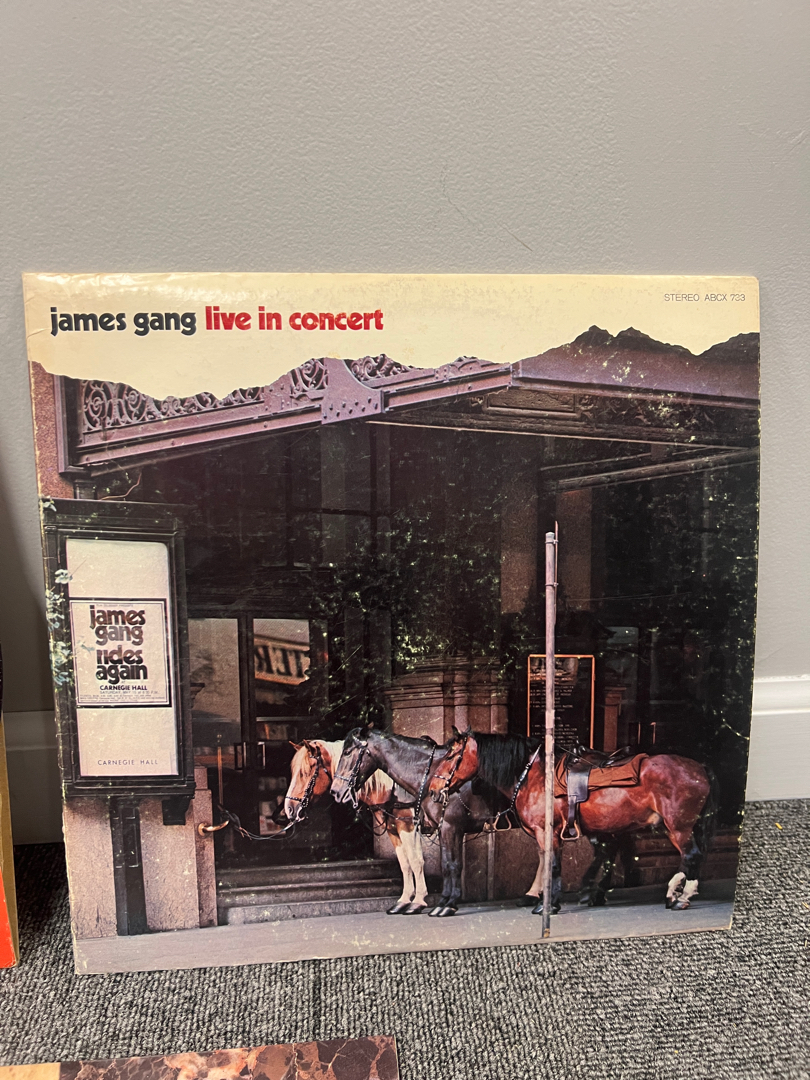 STEREO ABCX 733
james gang live in concert
james
gang
rides
again
CARNEGIE HALL
CARNEGIE HALL